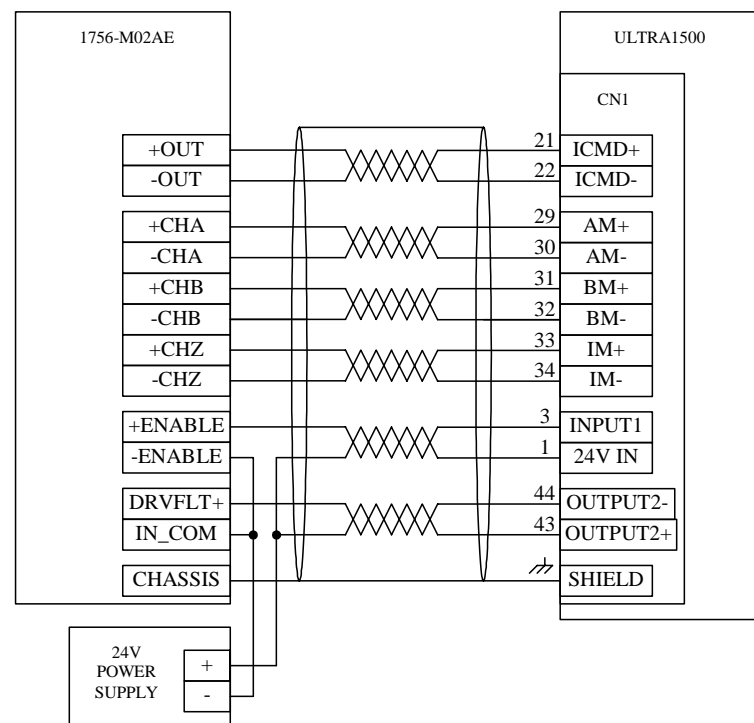 1756-M02AE ULTRA1500
CN1
+OUT 21 ICMD+
-OUT 22 ICMD-
+CHA 29 AM+
-CHA 30 AM-
+CHB 31 BM+
-CHB 32 BM-
+CHZ 33 IM+
-CHZ 34 IM-
+ENABLE 3 INPUT1
-ENABLE 1 24V IN
DRVFLT+ 44 OUTPUT2-
IN_COM 43 OUTPUT2+
CHASSIS SHIELD
24V
POWER
SUPPLY
+
-